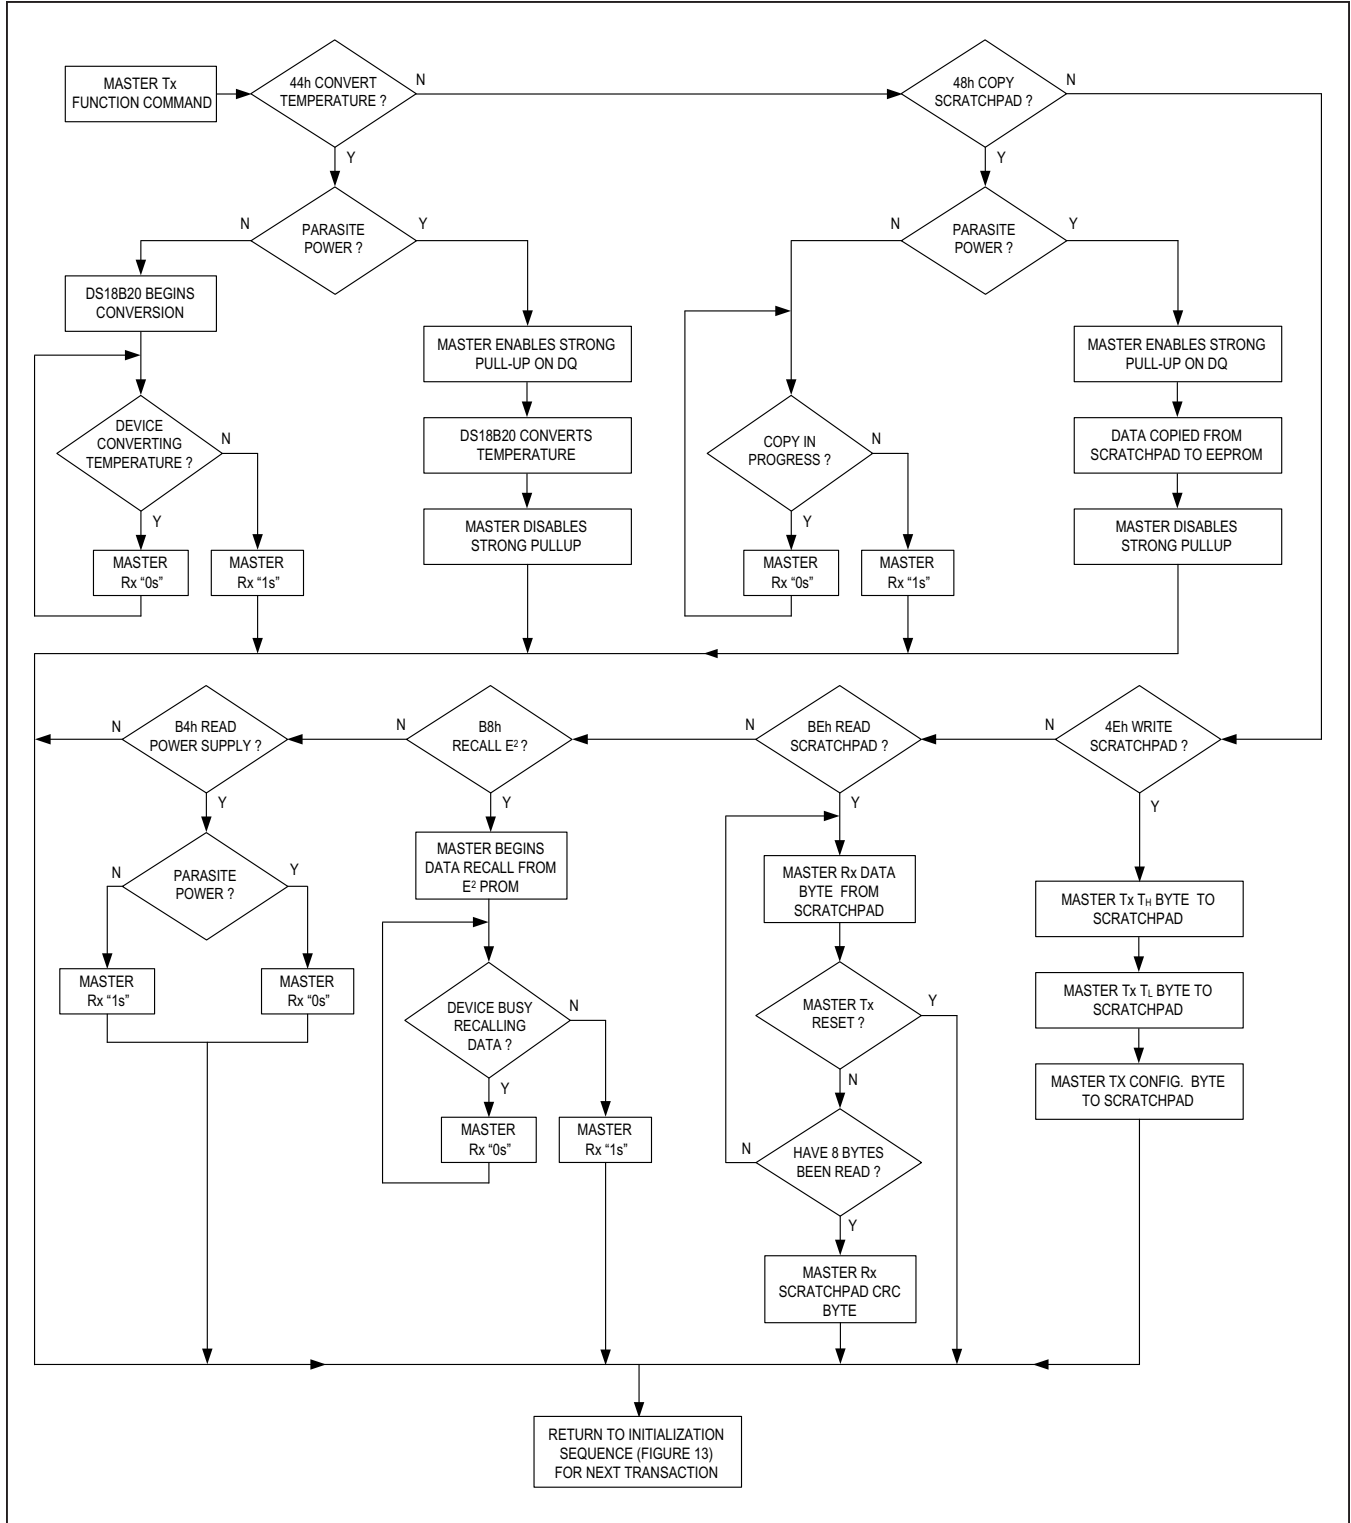 MASTER Tx
FUNCTION COMMAND
44h CONVERT
TEMPERATURE ?
N
Y
48h COPY
SCRATCHPAD ?
N
Y
N
PARASITE
POWER ?
Y
N
PARASITE
POWER ?
Y
DS18B20 BEGINS
CONVERSION
MASTER ENABLES STRONG
PULL-UP ON DQ
MASTER ENABLES STRONG
PULL-UP ON DQ
DEVICE
CONVERTING
TEMPERATURE ?
N
Y
DS18B20 CONVERTS
TEMPERATURE
COPY IN
PROGRESS ?
N
Y
DATA COPIED FROM
SCRATCHPAD TO EEPROM
MASTER
Rx “0s”
MASTER
Rx “1s”
MASTER DISABLES
STRONG PULLUP
MASTER
Rx “0s”
MASTER
Rx “1s”
MASTER DISABLES
STRONG PULLUP
N
B4h READ
POWER SUPPLY ?
Y
N
B8h
RECALL E² ?
Y
N
BEh READ
SCRATCHPAD ?
Y
N
4Eh WRITE
SCRATCHPAD ?
Y
N
PARASITE
POWER ?
Y
MASTER BEGINS
DATA RECALL FROM
E² PROM
MASTER Rx DATA
BYTE FROM
SCRATCHPAD
MASTER Tx T_H BYTE TO
SCRATCHPAD
MASTER
Rx “1s”
MASTER
Rx “0s”
DEVICE BUSY
RECALLING
DATA ?
N
Y
MASTER Tx
RESET ?
Y
N
MASTER Tx T_L BYTE TO
SCRATCHPAD
MASTER TX CONFIG. BYTE
TO SCRATCHPAD
MASTER
Rx “0s”
MASTER
Rx “1s”
N
HAVE 8 BYTES
BEEN READ ?
Y
MASTER Rx
SCRATCHPAD CRC
BYTE
RETURN TO INITIALIZATION
SEQUENCE (FIGURE 13)
FOR NEXT TRANSACTION